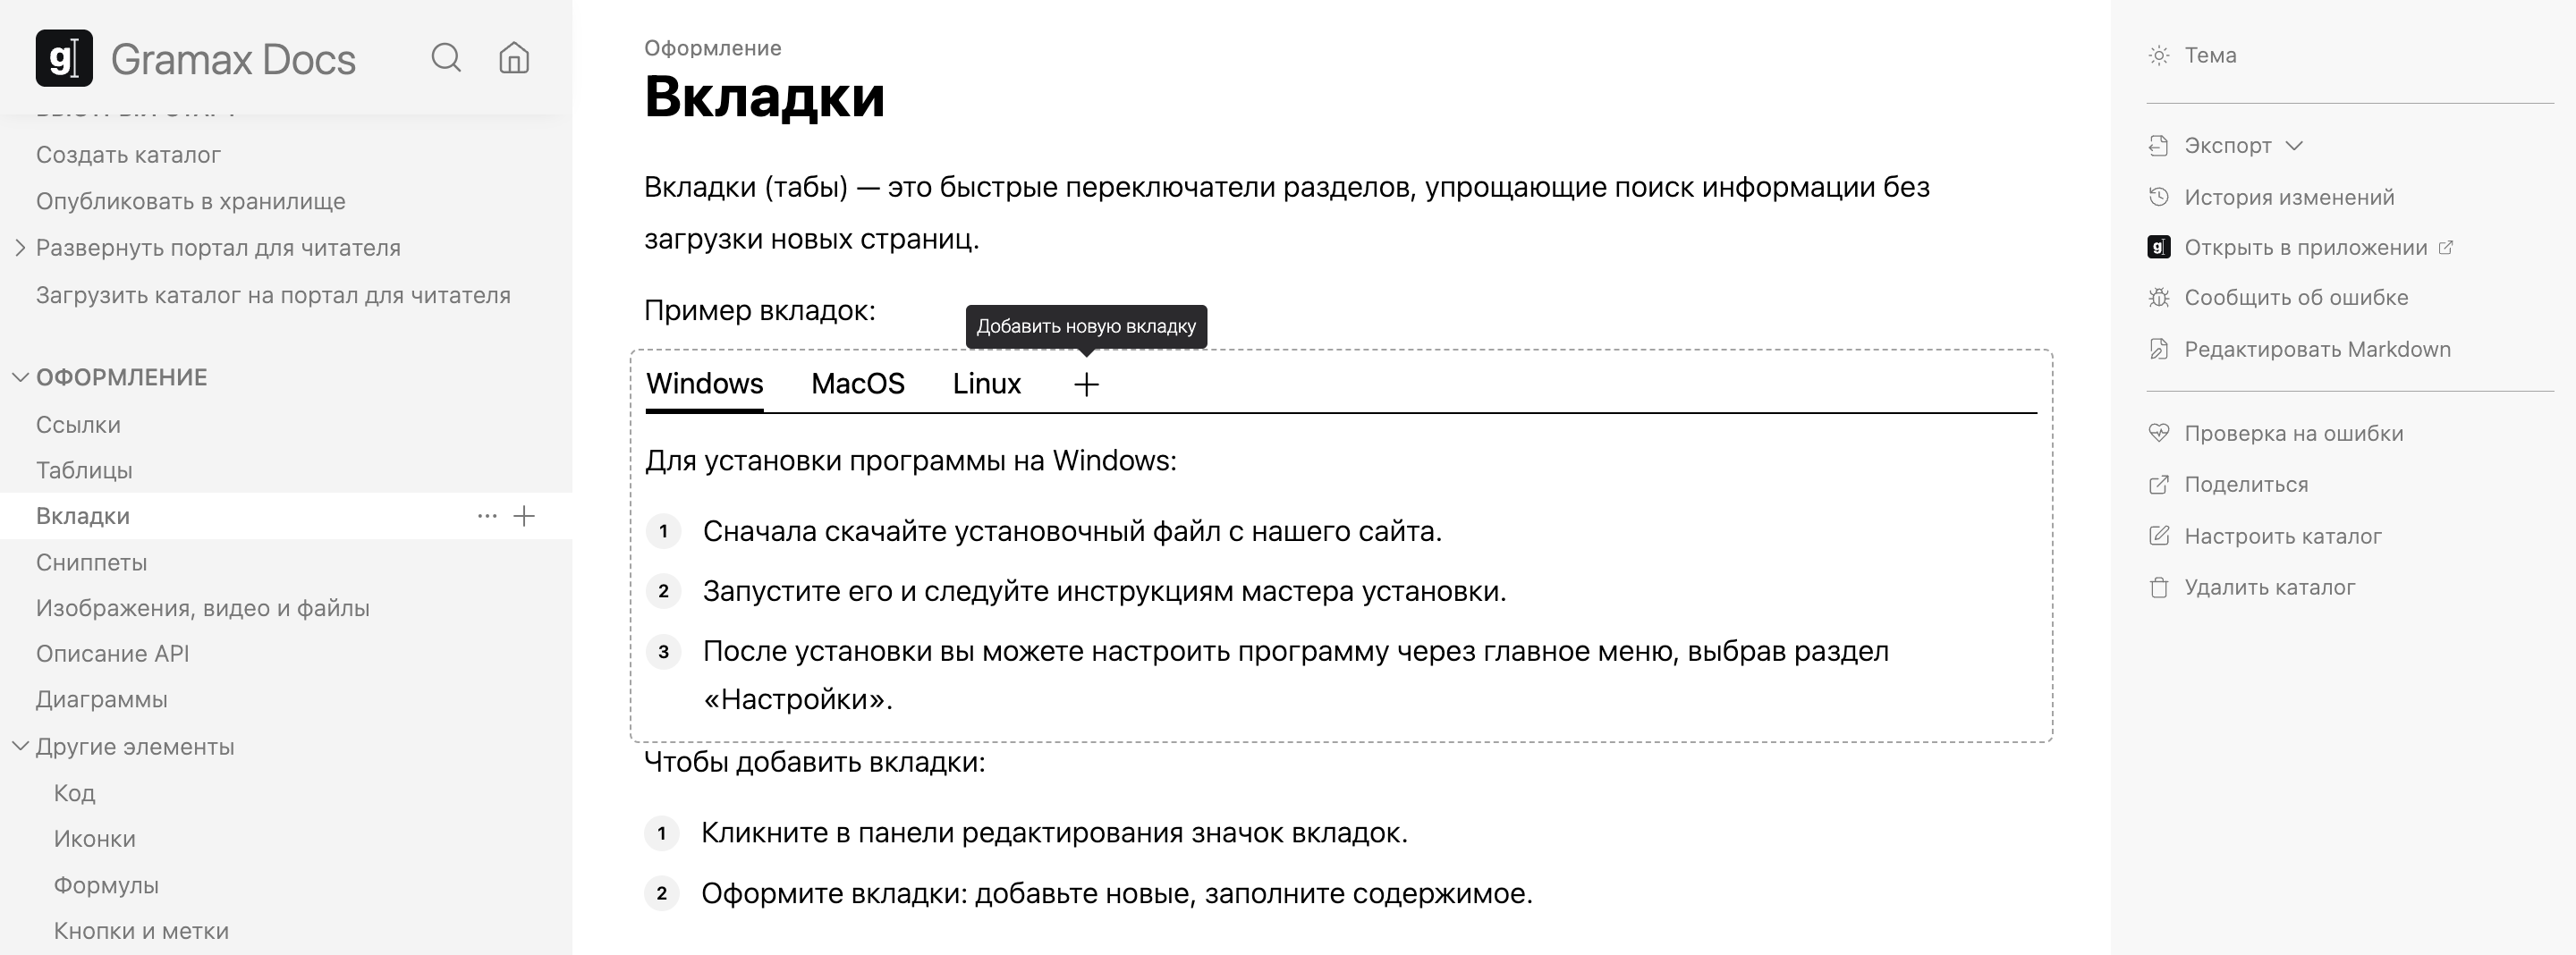 Gramax Docs
Создать каталог
Опубликовать в хранилище
Развернуть портал для читателя
Загрузить каталог на портал для читателя
ОФОРМЛЕНИЕ
Ссылки
Таблицы
Вкладки
Сниппеты
Изображения, видео и файлы
Описание API
Диаграммы
Другие элементы
Код
Иконки
Формулы
Кнопки и метки
Оформление
Вкладки
Вкладки (табы) — это быстрые переключатели разделов, упрощающие поиск информации без
загрузки новых страниц.
Пример вкладок:
Добавить новую вкладку
Windows MacOS Linux
Для установки программы на Windows:
1 Сначала скачайте установочный файл с нашего сайта.
2 Запустите его и следуйте инструкциям мастера установки.
3 После установки вы можете настроить программу через главное меню, выбрав раздел
«Настройки».
Чтобы добавить вкладки:
1 Кликните в панели редактирования значок вкладок.
2 Оформите вкладки: добавьте новые, заполните содержимое.
Тема
Экспорт
История изменений
Открыть в приложении
Сообщить об ошибке
Редактировать Markdown
Проверка на ошибки
Поделиться
Настроить каталог
Удалить каталог